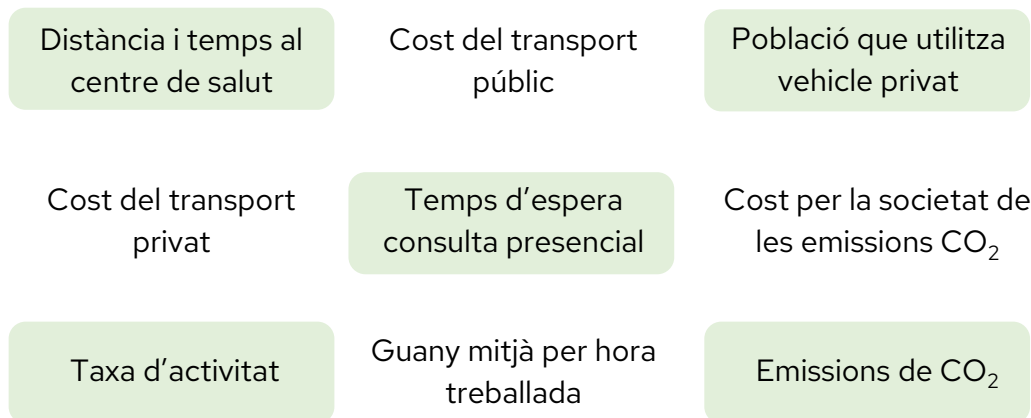 Distància i temps al
centre de salut
Cost del transport
públic
Població que utilitza
vehicle privat
Cost del transport
privat
Temps d’espera
consulta presencial
Cost per la societat de
les emissions CO₂
Taxa d’activitat
Guany mitjà per hora
treballada
Emissions de CO₂